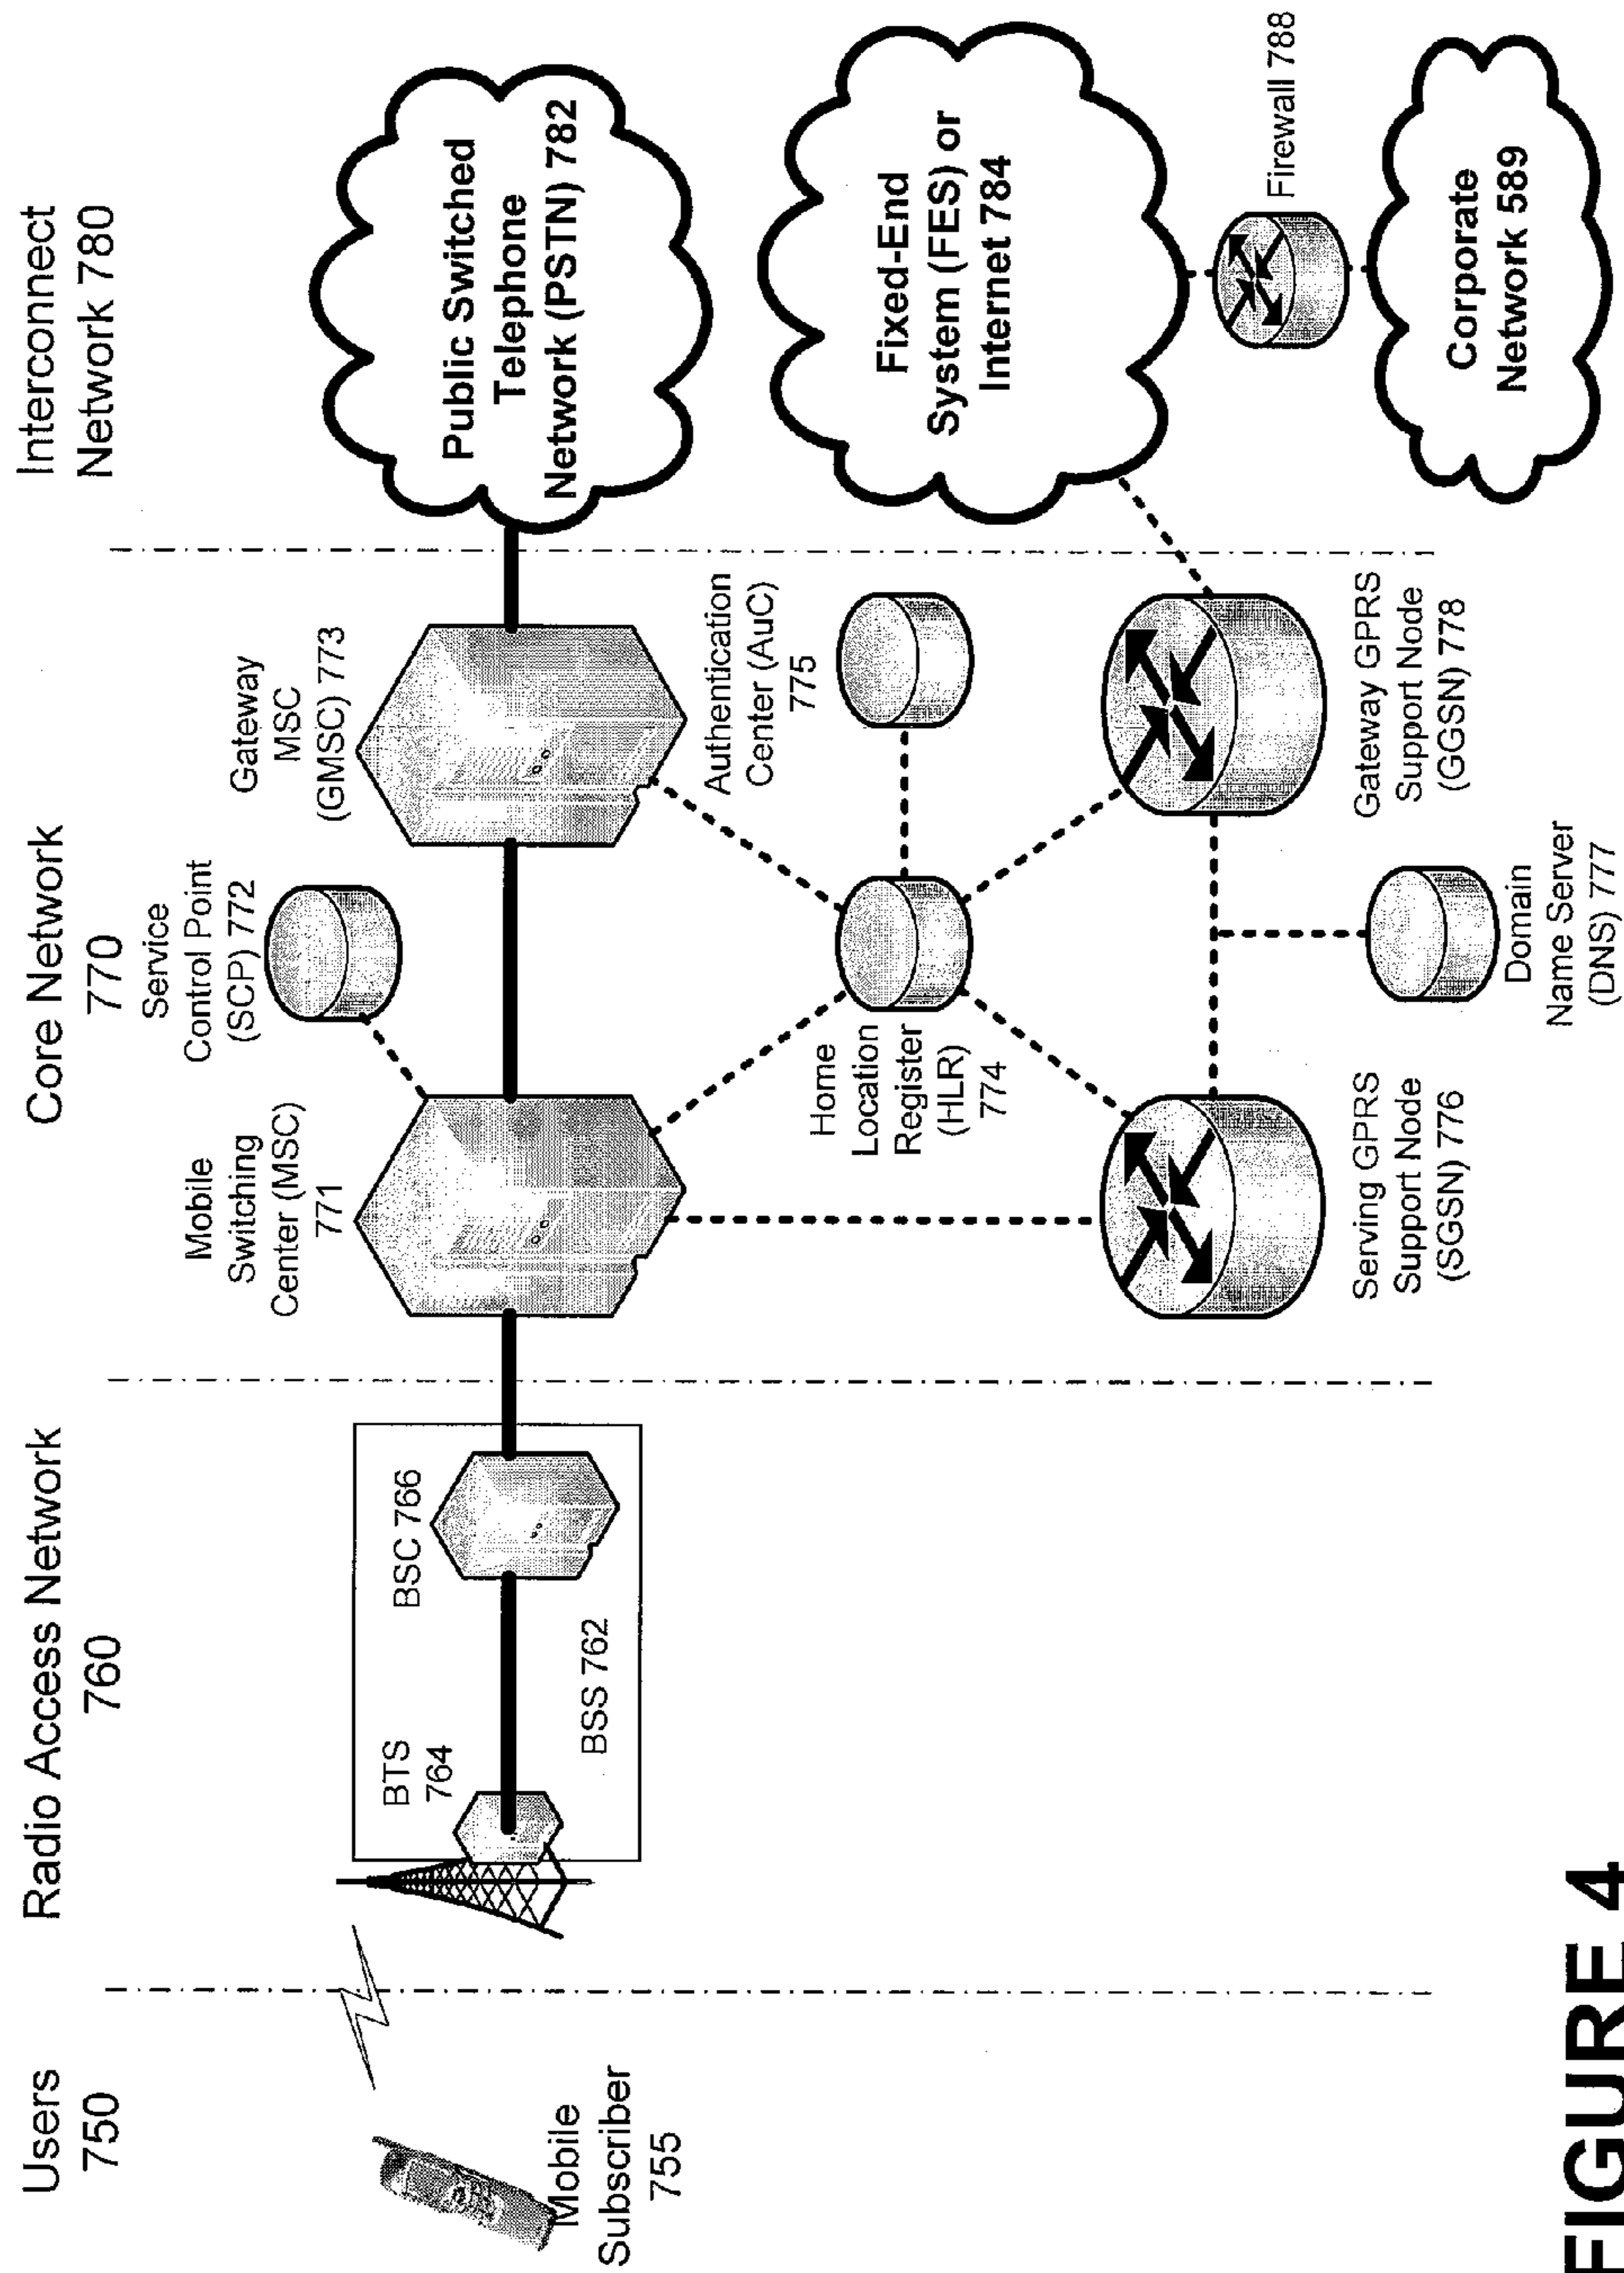 Users
750
Radio Access Network
760
Core Network
770
Interconnect
Network 780
Mobile
Subscriber
755
BTS
764
BSC 766
BSS 762
Mobile
Switching
Center (MSC)
771
Service
Control Point
(SCP) 772
Gateway
MSC
(GMSC) 773
Public Switched
Telephone
Network (PSTN) 782
Home
Location
Register
(HLR)
774
Authentication
Center (AuC)
775
Fixed-End
System (FES) or
Internet 784
Serving GPRS
Support Node
(SGSN) 776
Gateway GPRS
Support Node
(GGSN) 778
Firewall 788
Domain
Name Server
(DNS) 777
Corporate
Network 589
FIGURE 4